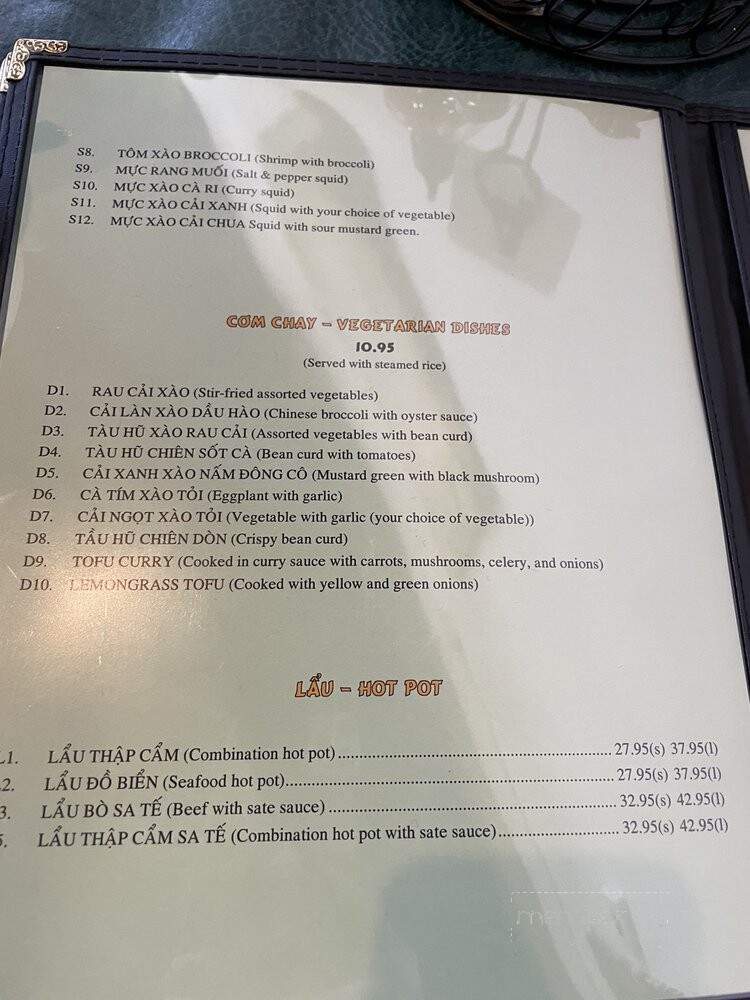 S8. TÔM XÀO BROCCOLI (Shrimp with broccoli)
S9. MỰC RANG MUỐI (Salt & pepper squid)
S10. MỰC XÀO CÀ RI (Curry squid)
S11. MỰC XÀO CẢI XANH (Squid with your choice of vegetable)
S12. MỰC XÀO CẢI CHUA Squid with sour mustard green.
CƠM CHAY – VEGETARIAN DISHES
10.95
(Served with steamed rice)
D1. RAU CẢI XÀO (Stir-fried assorted vegetables)
D2. CẢI LÀN XÀO DẦU HÀO (Chinese broccoli with oyster sauce)
D3. TÀU HŨ XÀO RAU CẢI (Assorted vegetables with bean curd)
D4. TÀU HŨ CHIÊN SỐT CÀ (Bean curd with tomatoes)
D5. CẢI XANH XÀO NẤM ĐÔNG CÔ (Mustard green with black mushroom)
D6. CÀ TÍM XÀO TỎI (Eggplant with garlic)
D7. CẢI NGỌT XÀO TỎI (Vegetable with garlic (your choice of vegetable))
D8. TẦU HŨ CHIÊN DÒN (Crispy bean curd)
D9. TOFU CURRY (Cooked in curry sauce with carrots, mushrooms, celery, and onions)
D10. LEMONGRASS TOFU (Cooked with yellow and green onions)
LẨU – HOT POT
.1. LẨU THẬP CẨM (Combination hot pot)........ 27.95(s) 37.95(l)
.2. LẨU ĐỒ BIỂN (Seafood hot pot)........ 27.95(s) 37.95(l)
3. LẨU BÒ SA TẾ (Beef with sate sauce) ........ 32.95(s) 42.95(l)
. LẨU THẬP CẨM SA TẾ (Combination hot pot with sate sauce)........ 32.95(s) 42.95(l)